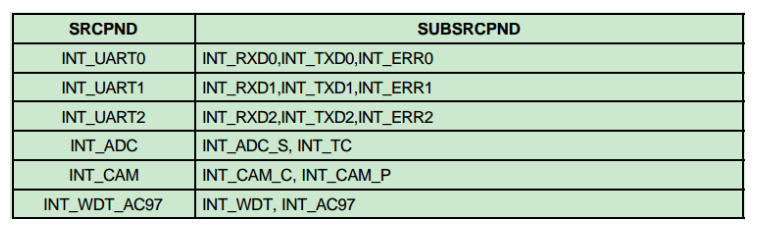 SRCPND SUBSRCPND
INT_UART0 INT_RXD0,INT_TXD0,INT_ERR0
INT_UART1 INT_RXD1,INT_TXD1,INT_ERR1
INT_UART2 INT_RXD2,INT_TXD2,INT_ERR2
INT_ADC INT_ADC_S, INT_TC
INT_CAM INT_CAM_C, INT_CAM_P
INT_WDT_AC97 INT_WDT, INT_AC97